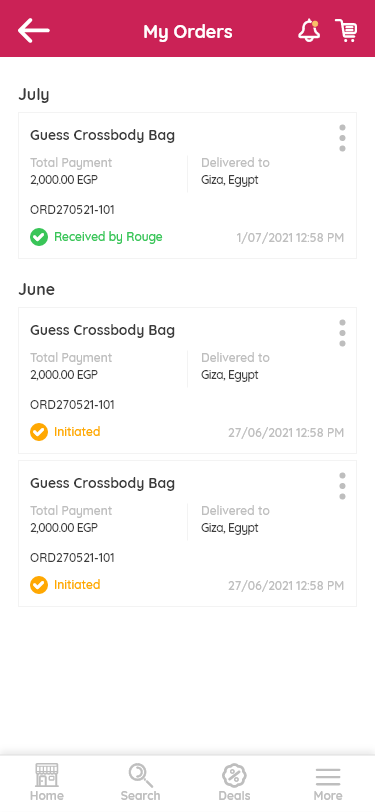 My Orders
July
Guess Crossbody Bag
Total Payment
Delivered to
2,000.00 EGP
Giza, Egypt
ORD270521-101
Received by Rouge
1/07/2021 12:58 PM
June
Guess Crossbody Bag
Total Payment
Delivered to
2,000.00 EGP
Giza, Egypt
ORD270521-101
Initiated
27/06/2021 12:58 PM
Guess Crossbody Bag
Total Payment
Delivered to
2,000.00 EGP
Giza, Egypt
ORD270521-101
Initiated
27/06/2021 12:58 PM
Home
Search
Deals
More